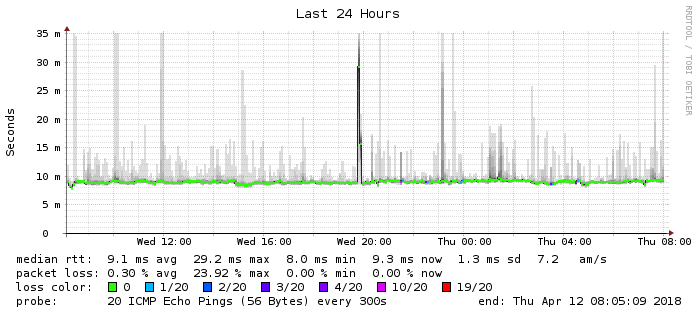 Last 24 Hours
RRDTOOL / TOBI OETIKER
Seconds
35 m
30 m
25 m
20 m
15 m
10 m
5 m
0
Wed 12:00 Wed 16:00 Wed 20:00 Thu 00:00 Thu 04:00 Thu 08:00
median rtt: 9.1 ms avg 29.2 ms max 8.0 ms min 9.3 ms now 1.3 ms sd 7.2 am/s
packet loss: 0.30 % avg 23.92 % max 0.00 % min 0.00 % now
loss color: 0 1/20 2/20 3/20 4/20 10/20 19/20
probe: 20 ICMP Echo Pings (56 Bytes) every 300s end: Thu Apr 12 08:05:09 2018